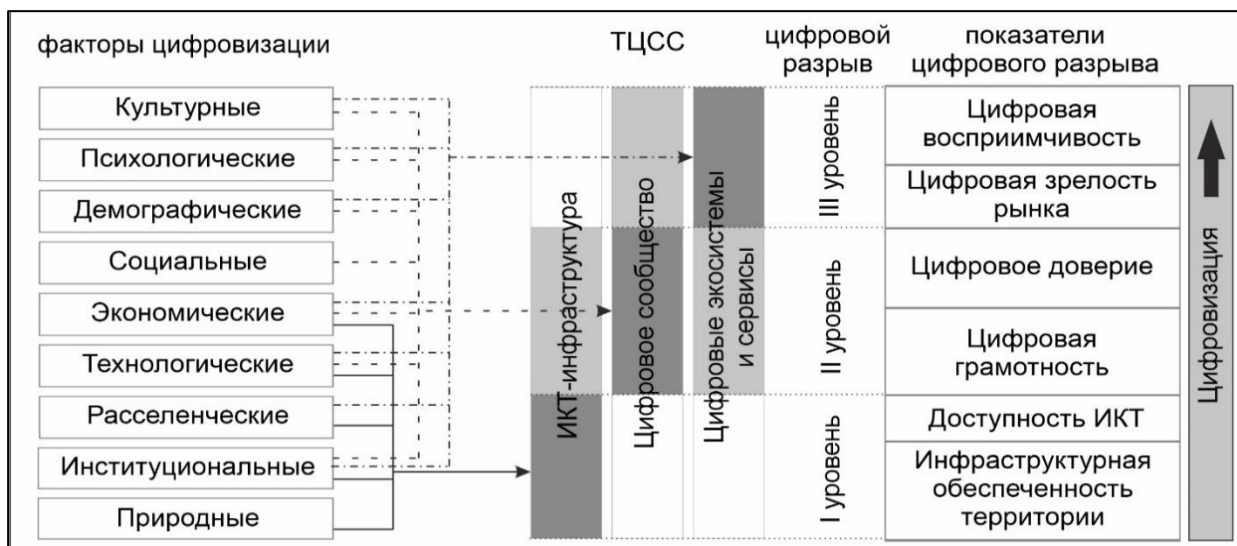 факторы цифровизации
Культурные
Психологические
Демографические
Социальные
Экономические
Технологические
Расселенческие
Институциональные
Природные
ТЦСС
ИКТ-инфраструктура
Цифровое сообщество
Цифровые экосистемы
и сервисы
цифровой
разрыв
III уровень
II уровень
I уровень
показатели
цифрового разрыва
Цифровая
восприимчивость
Цифровая зрелость
рынка
Цифровое доверие
Цифровая
грамотность
Доступность ИКТ
Инфраструктурная
обеспеченность
территории
Цифровизация